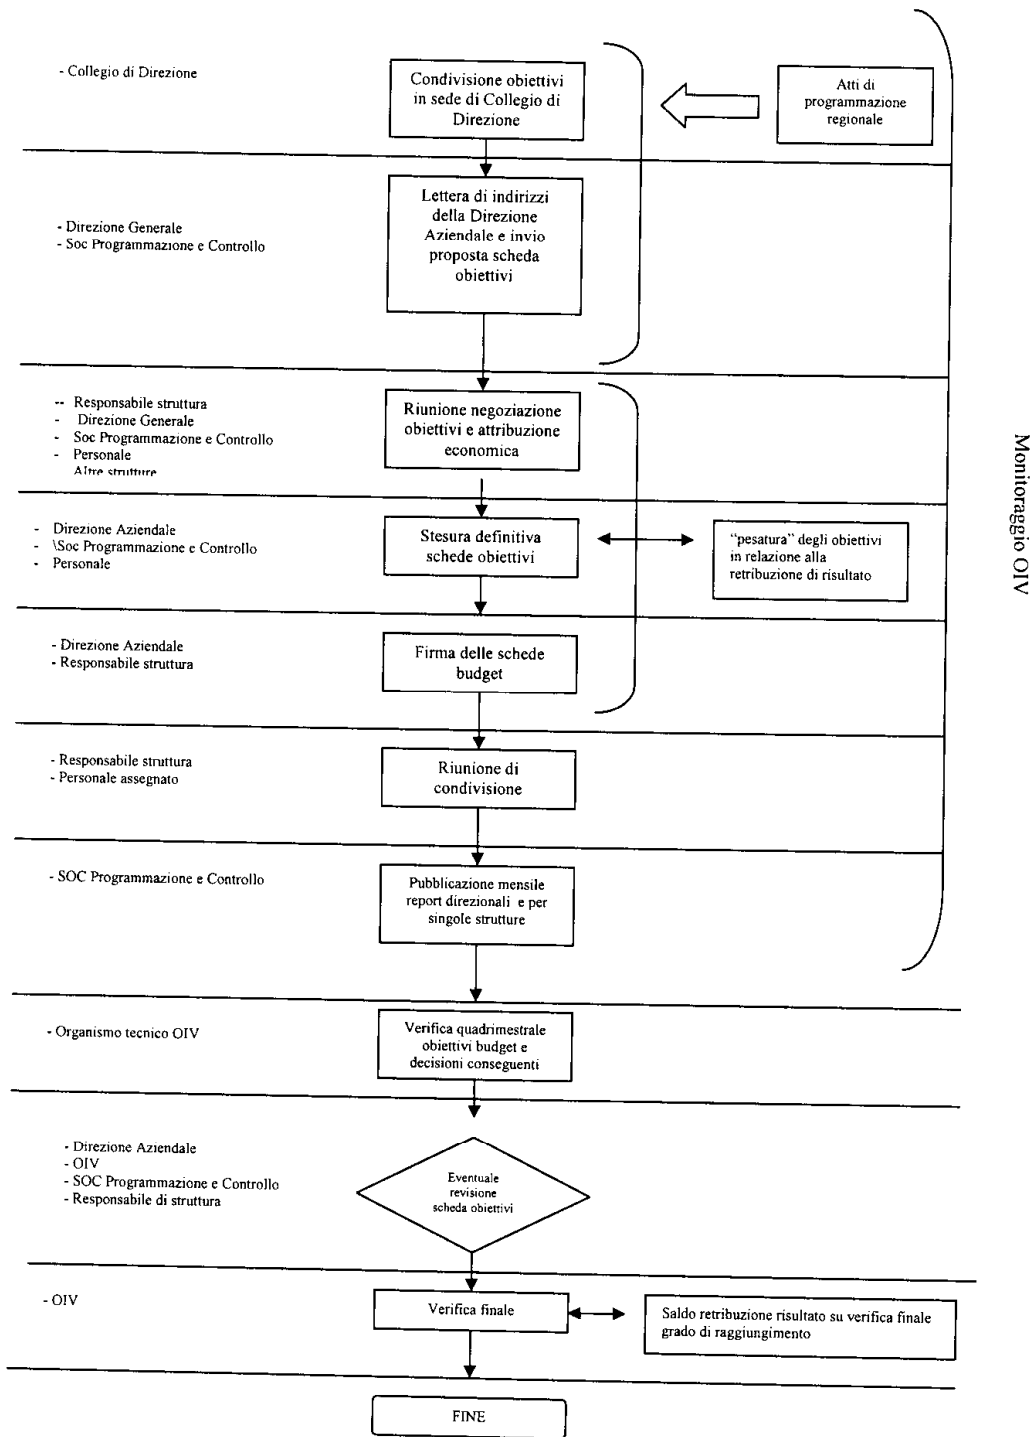 - Collegio di Direzione
Condivisione obiettivi
in sede di Collegio di
Direzione
Atti di
programmazione
regionale
- Direzione Generale
- Soc Programmazione e Controllo
Lettera di indirizzi
della Direzione
Aziendale e invio
proposta scheda
obiettivi
-- Responsabile struttura
- Direzione Generale
- Soc Programmazione e Controllo
- Personale
Altre strutture
Riunione negoziazione
obiettivi e attribuzione
economica
Monitoraggio OIV
- Direzione Aziendale
- \Soc Programmazione e Controllo
- Personale
Stesura definitiva
schede obiettivi
“pesatura” degli obiettivi
in relazione alla
retribuzione di risultato
- Direzione Aziendale
- Responsabile struttura
Firma delle schede
budget
- Responsabile struttura
- Personale assegnato
Riunione di
condivisione
- SOC Programmazione e Controllo
Pubblicazione mensile
report direzionali e per
singole strutture
- Organismo tecnico OIV
Verifica quadrimestrale
obiettivi budget e
decisioni conseguenti
- Direzione Aziendale
- OIV
- SOC Programmazione e Controllo
- Responsabile di struttura
Eventuale
revisione
scheda obiettivi
- OIV
Verifica finale
Saldo retribuzione risultato su verifica finale
grado di raggiungimento
FINE